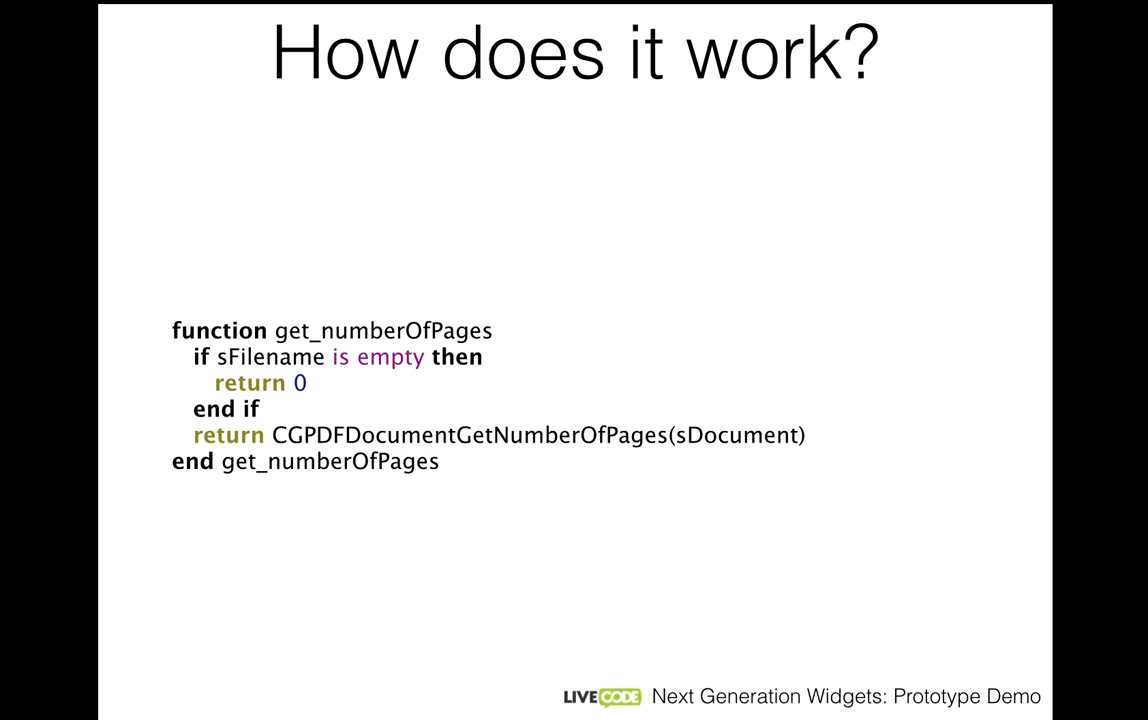 How does it work?
function get_numberOfPages
if sFilename is empty then
return 0
end if
return CGPDFDocumentGetNumberOfPages(sDocument)
end get_numberOfPages
LIVECODE Next Generation Widgets: Prototype Demo